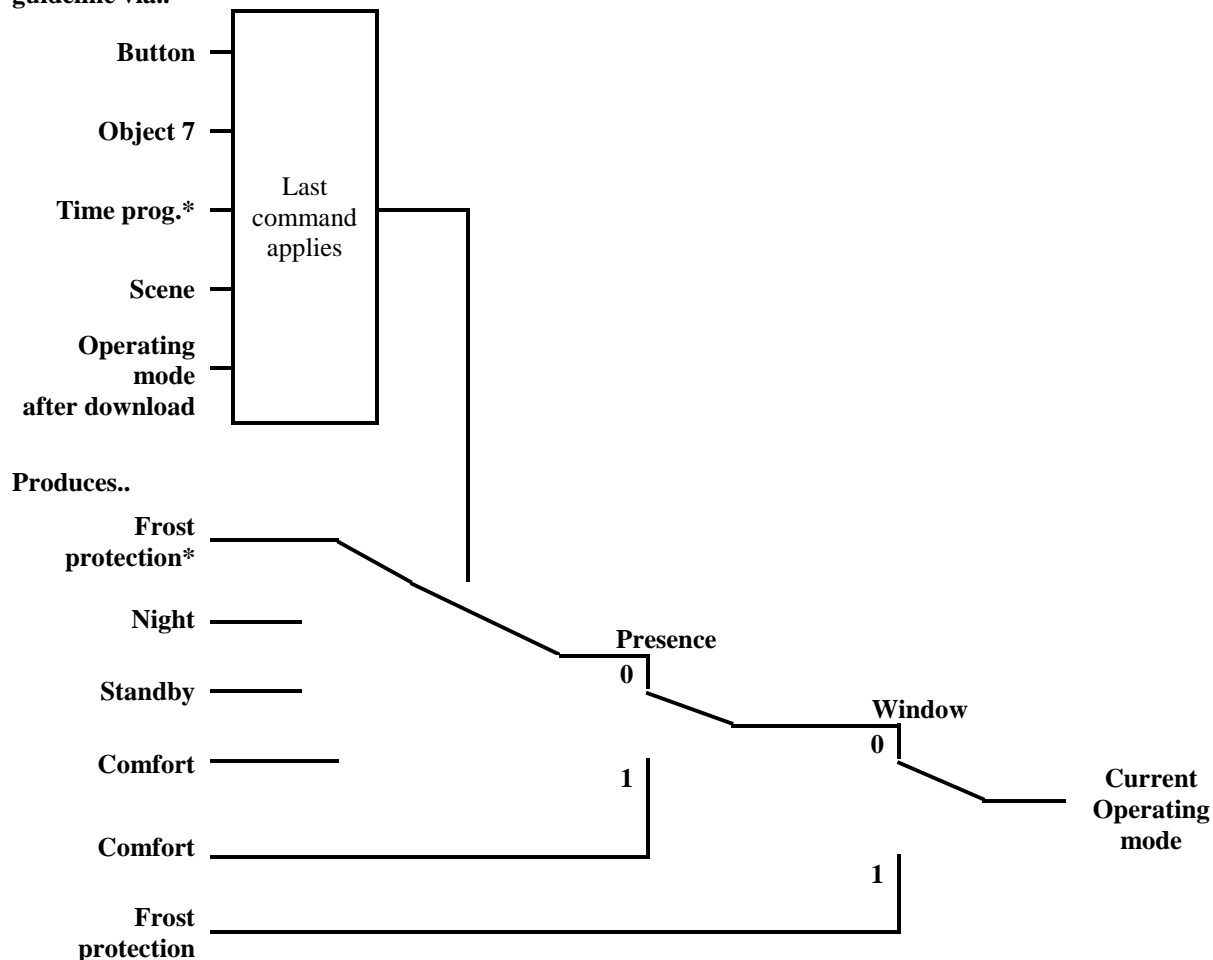 guideline via..
Button
Object 7
Time prog.*
Last
command
applies
Scene
Operating
mode
after download
Produces..
Frost
protection*
Night
Presence
0
Standby
Window
0
Comfort
1
Current
Operating
mode
Comfort
1
Frost
protection